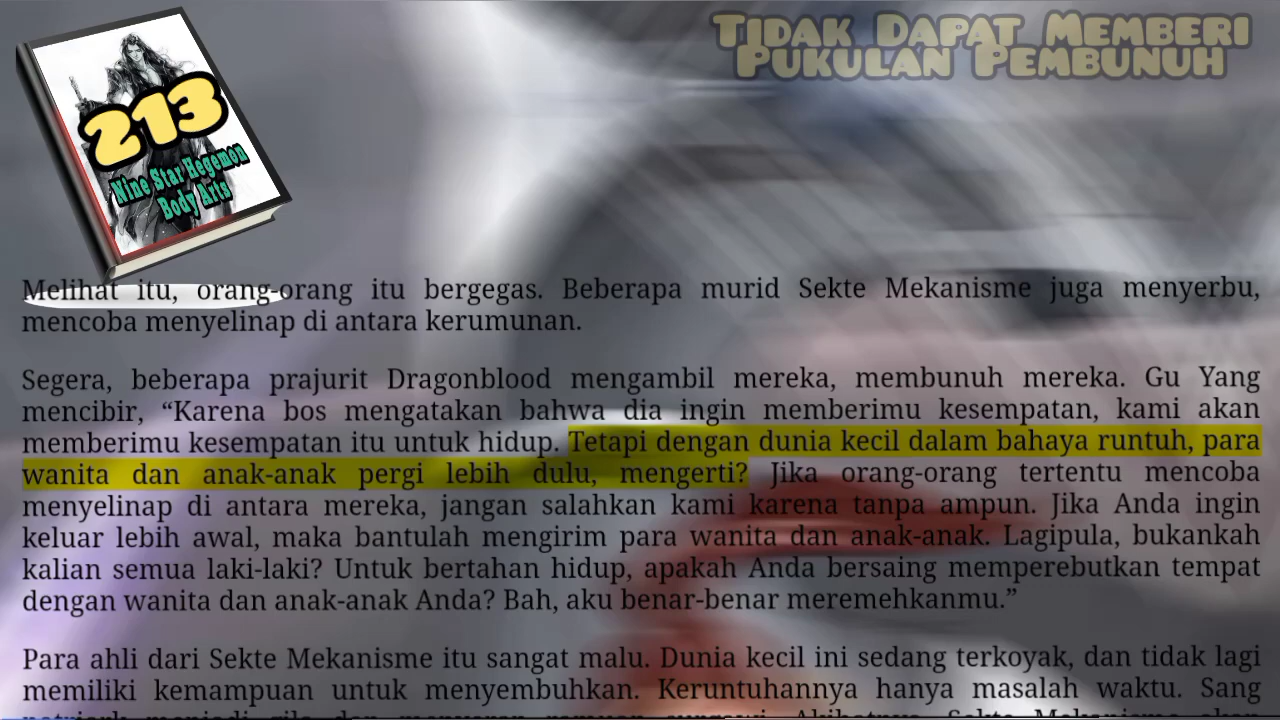 Tidak Dapat Memberi
Pukulan Pembunuh
213
Nine Star Hegemon
Body Arts
Melihat itu, orang-orang itu bergegas. Beberapa murid Sekte Mekanisme juga menyerbu,
mencoba menyelinap di antara kerumunan.
Segera, beberapa prajurit Dragonblood mengambil mereka, membunuh mereka. Gu Yang
mencibir, “Karena bos mengatakan bahwa dia ingin memberimu kesempatan, kami akan
memberimu kesempatan itu untuk hidup. Tetapi dengan dunia kecil dalam bahaya runtuh, para
wanita dan anak-anak pergi lebih dulu, mengerti? Jika orang-orang tertentu mencoba
menyelinap di antara mereka, jangan salahkan kami karena tanpa ampun. Jika Anda ingin
keluar lebih awal, maka bantulah mengirim para wanita dan anak-anak. Lagipula, bukankah
kalian semua laki-laki? Untuk bertahan hidup, apakah Anda bersaing memperebutkan tempat
dengan wanita dan anak-anak Anda? Bah, aku benar-benar meremehkanmu.”
Para ahli dari Sekte Mekanisme itu sangat malu. Dunia kecil ini sedang terkoyak, dan tidak lagi
memiliki kemampuan untuk menyembuhkan. Keruntuhannya hanya masalah waktu. Sang